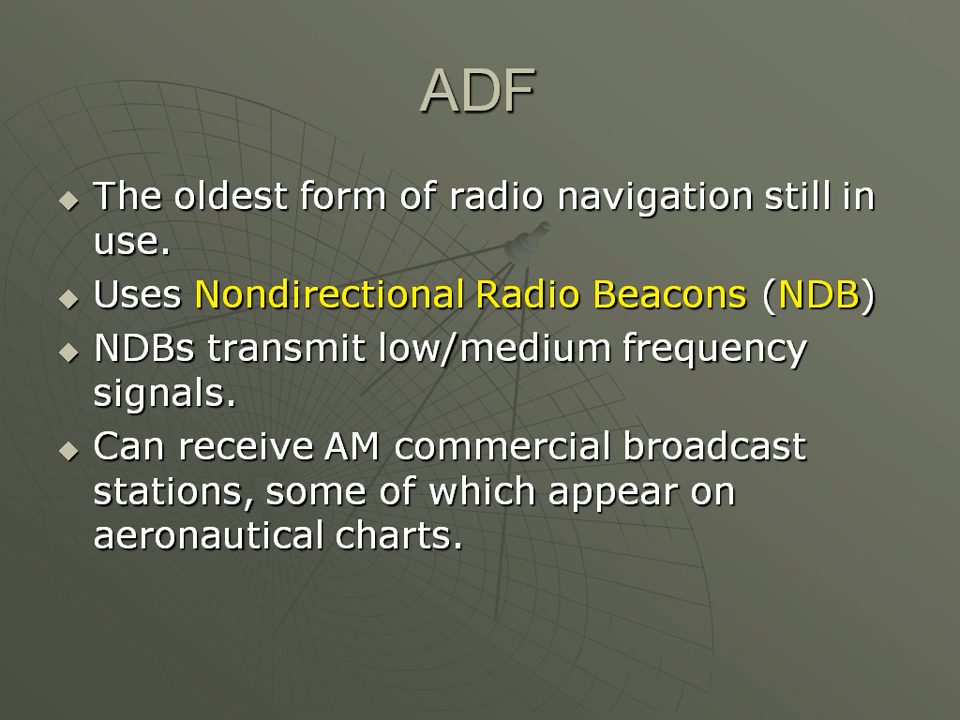 ADF
The oldest form of radio navigation still in
use.
Uses Nondirectional Radio Beacons (NDB)
NDBs transmit low/medium frequency
signals.
Can receive AM commercial broadcast
stations, some of which appear on
aeronautical charts.